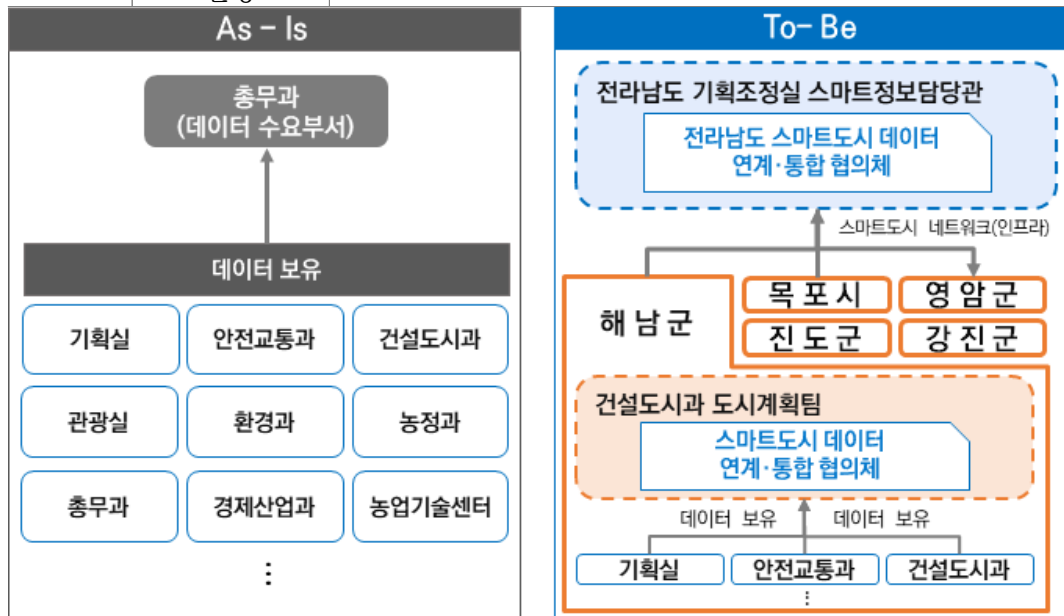 As – Is
총무과
(데이터 수요부서)
데이터 보유
기획실 안전교통과 건설도시과
관광실 환경과 농정과
총무과 경제산업과 농업기술센터
⋮
To– Be
전라남도 기획조정실 스마트정보담당관
전라남도 스마트도시 데이터
연계·통합 협의체
스마트도시 네트워크(인프라)
해남군
목포시 영암군
진도군 강진군
건설도시과 도시계획팀
스마트도시 데이터
연계·통합 협의체
데이터 보유 데이터 보유
기획실 안전교통과 건설도시과
⋮